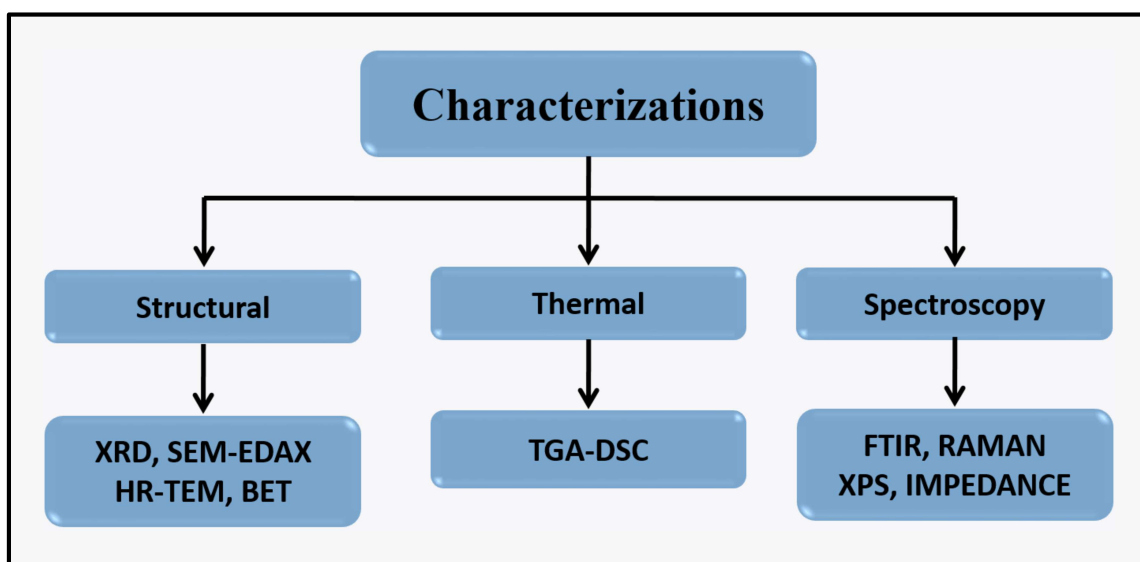 Characterizations
Structural
Thermal
Spectroscopy
XRD, SEM-EDAX
HR-TEM, BET
TGA-DSC
FTIR, RAMAN
XPS, IMPEDANCE